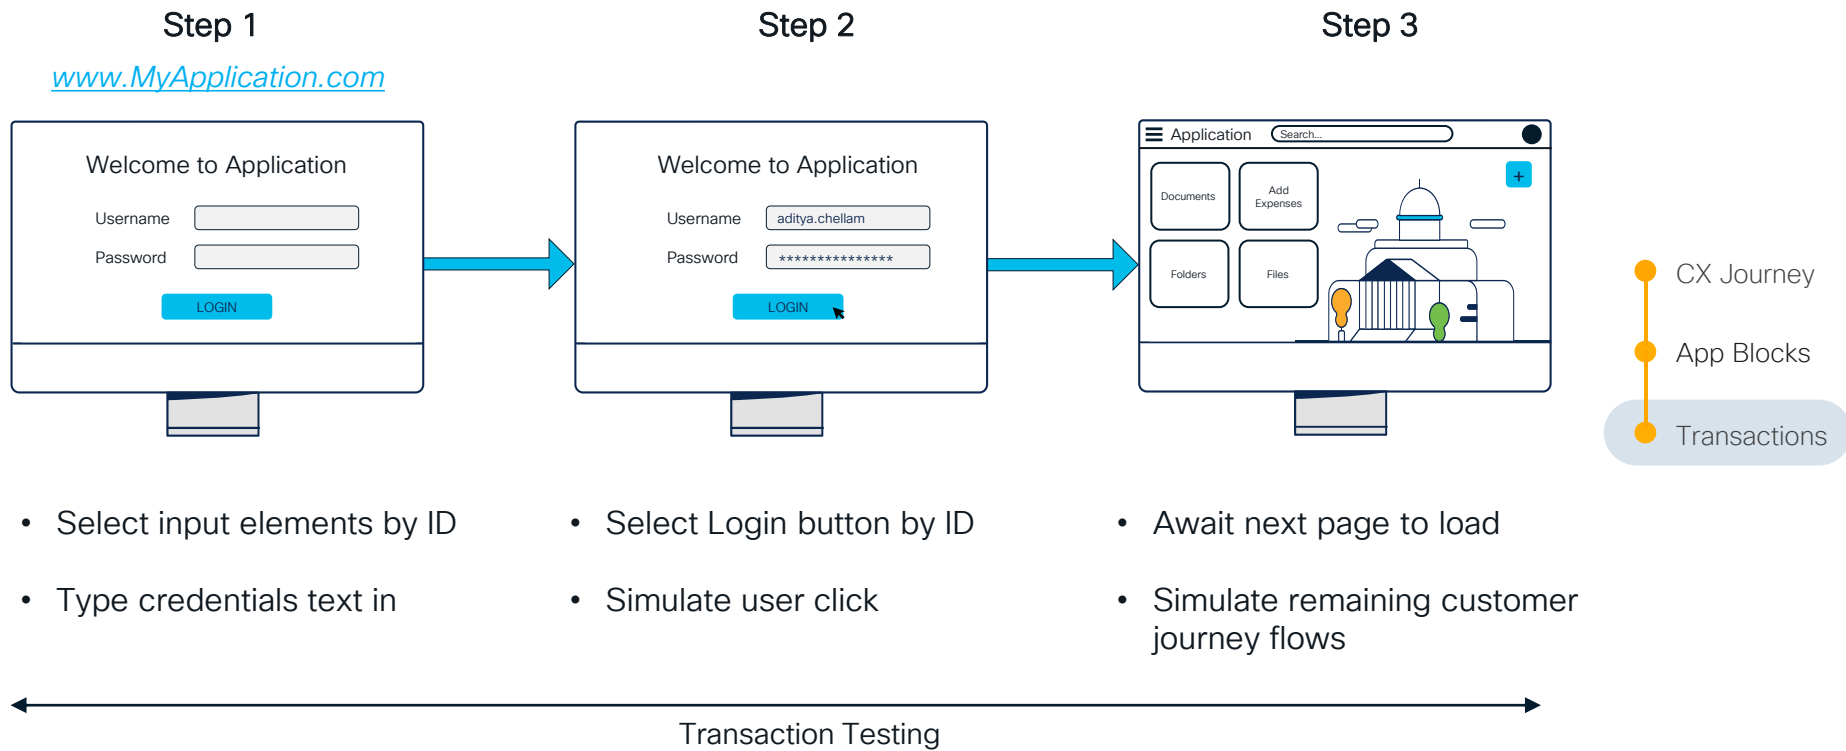 Step 1
www.MyApplication.com
Welcome to Application
Username
Password
LOGIN
• Select input elements by ID
• Type credentials text in
Step 2
Welcome to Application
Username aditya.chellam
Password ***************
LOGIN
• Select Login button by ID
• Simulate user click
Step 3
Application Search...
+
Documents
Add
Expenses
Folders
Files
• Await next page to load
• Simulate remaining customer
journey flows
CX Journey
App Blocks
Transactions
Transaction Testing